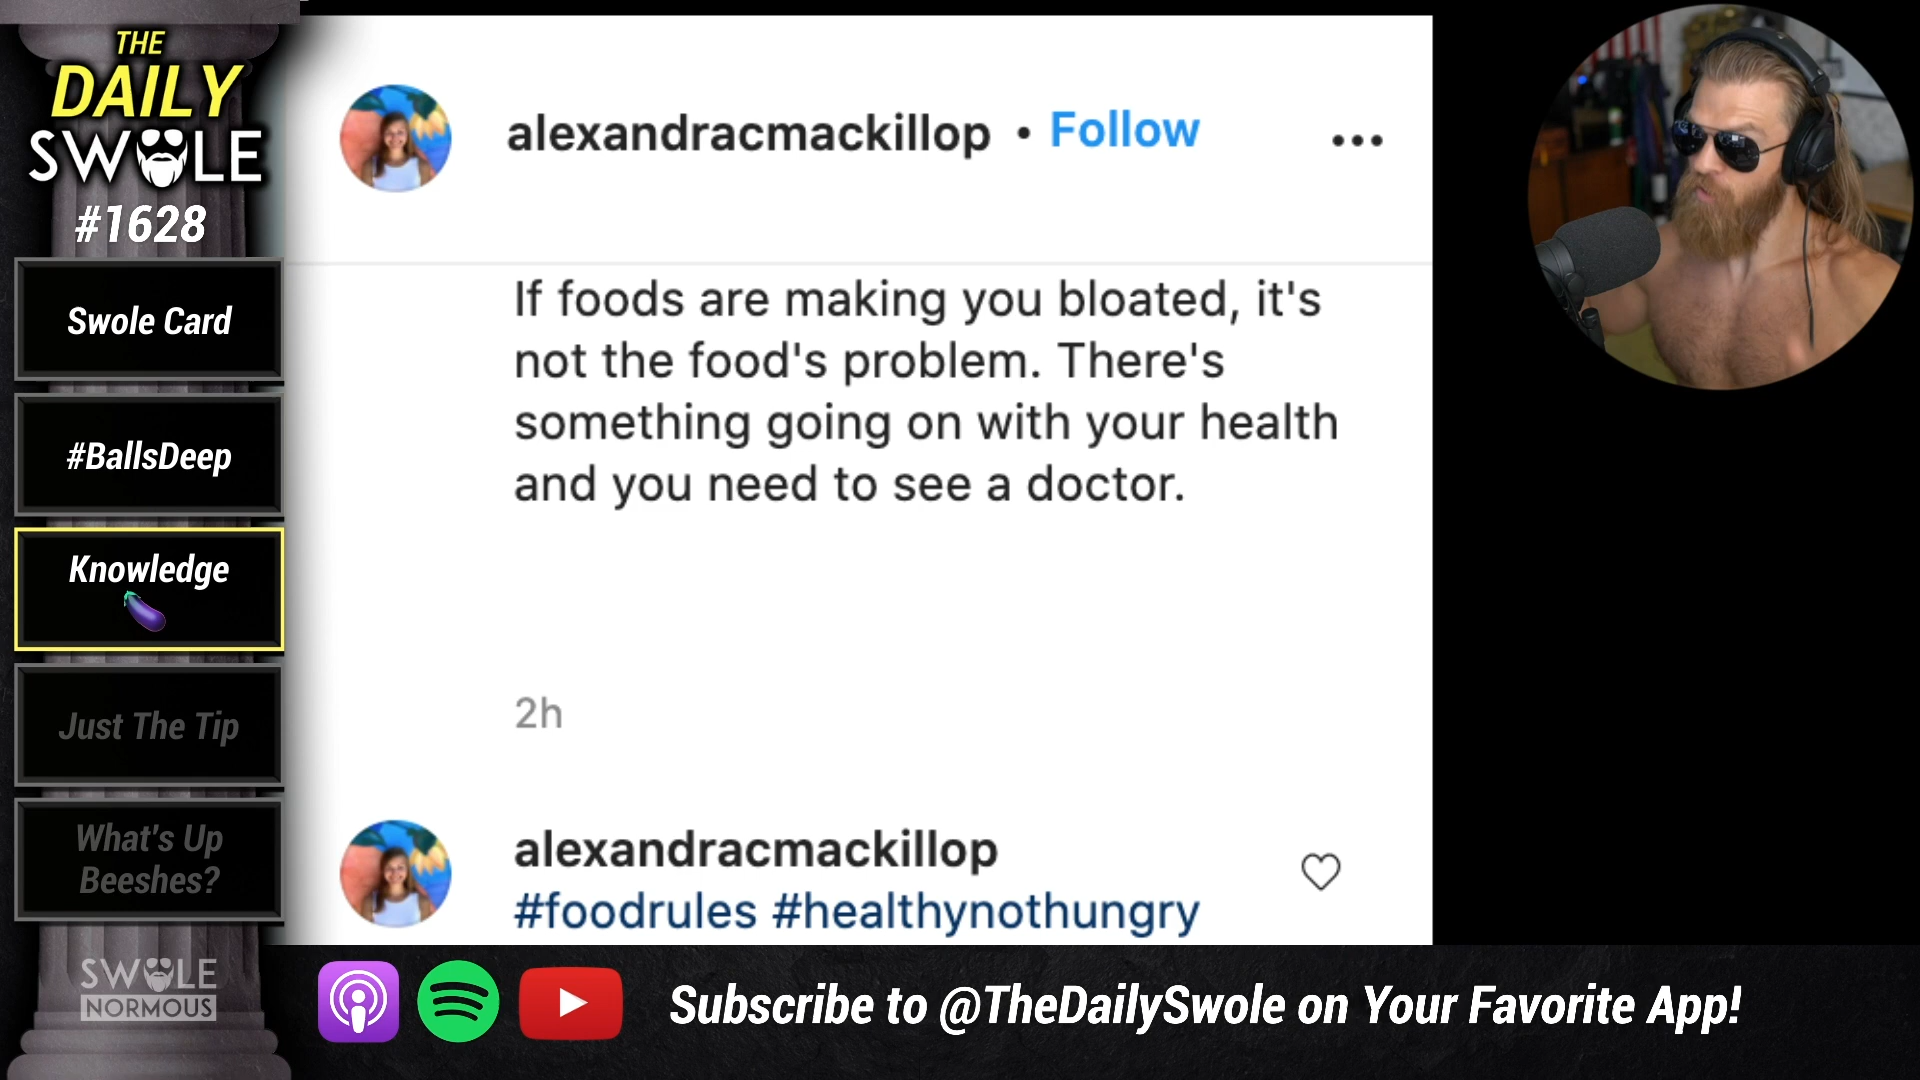 THE
DAILY
SWOLE
#1628
Swole Card
#BallsDeep
Knowledge
🍆
Just The Tip
What's Up
Beeshes?
SWOLE
NORMOUS
alexandracmackillop • Follow
If foods are making you bloated, it's
not the food's problem. There's
something going on with your health
and you need to see a doctor.
2h
alexandracmackillop
#foodrules #healthynothungry
Subscribe to @TheDailySwole on Your Favorite App!